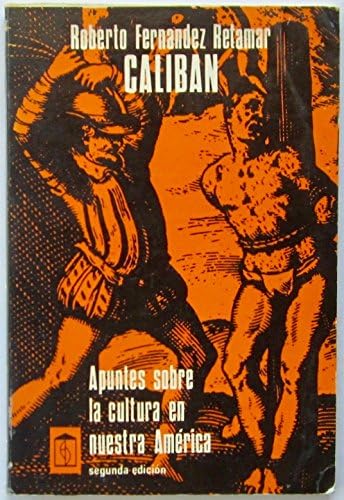 Roberto Fernandez Retamar
CALIBAN
Apuntes sobre
la cultura en
nuestra América
segunda edición